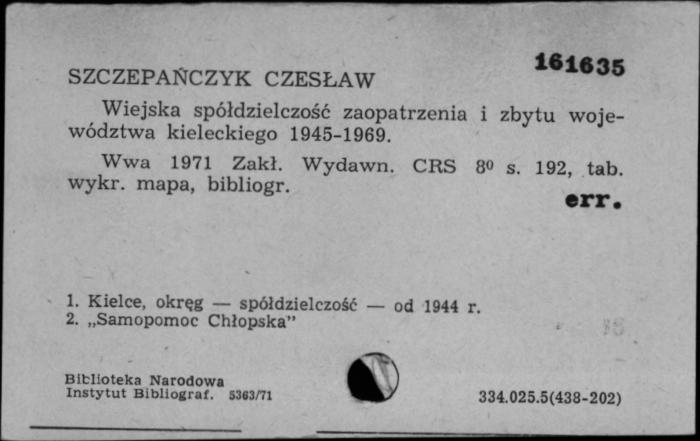 161635
SZCZEPAŃCZYK CZESŁAW
Wiejska spółdzielczość zaopatrzenia i zbytu woje-
wództwa kieleckiego 1945-1969.
Wwa 1971 Zakł. Wydawn. CRS 8º s. 192, tab.
wykr. mapa, bibliogr.
err.
1. Kielce, okręg — spółdzielczość — od 1944 r.
2. „Samopomoc Chłopska”
Biblioteka Narodowa
Instytut Bibliograf. 5363/71
334.025.5(438-202)